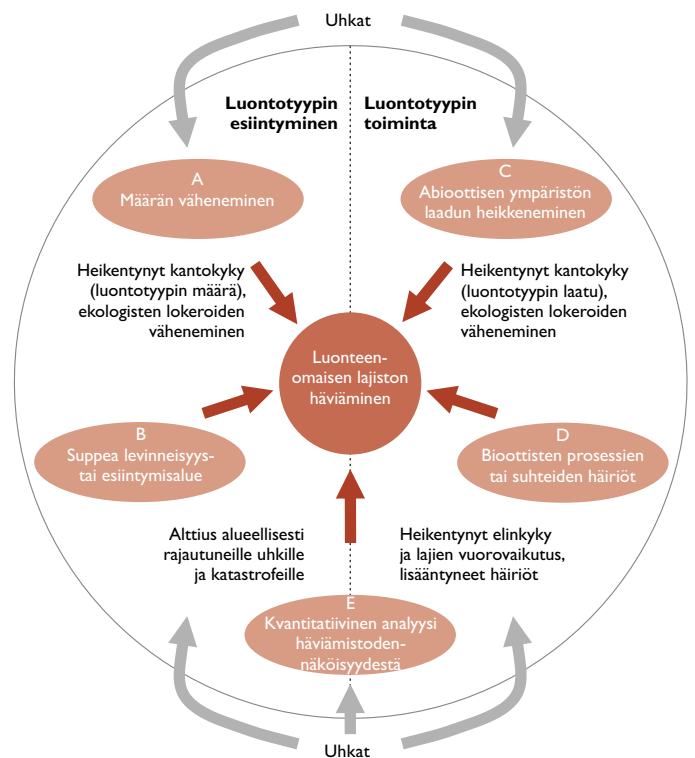 Uhkat
Luontotyypin
esiintyminen
Luontotyypin
toiminta
A
Määrän väheneminen
C
Abioottisen ympäristön
laadun heikkeneminen
Heikentynyt kantokyky
(luontotyypin määrä),
ekologisten lokeroiden
väheneminen
Heikentynyt kantokyky
(luontotyypin laatu),
ekologisten lokeroiden
väheneminen
Luonteen-
omaisen lajiston
häviäminen
B
Suppea levinneisyys-
tai esiintymisalue
D
Bioottisten prosessien
tai suhteiden häiriöt
Alttius alueellisesti
rajautuneille uhkille
ja katastrofeille
Heikentynyt elinkyky
ja lajien vuorovaikutus,
lisääntyneet häiriöt
E
Kvantitatiivinen analyysi
häviämistoden-
näköisyydestä
Uhkat